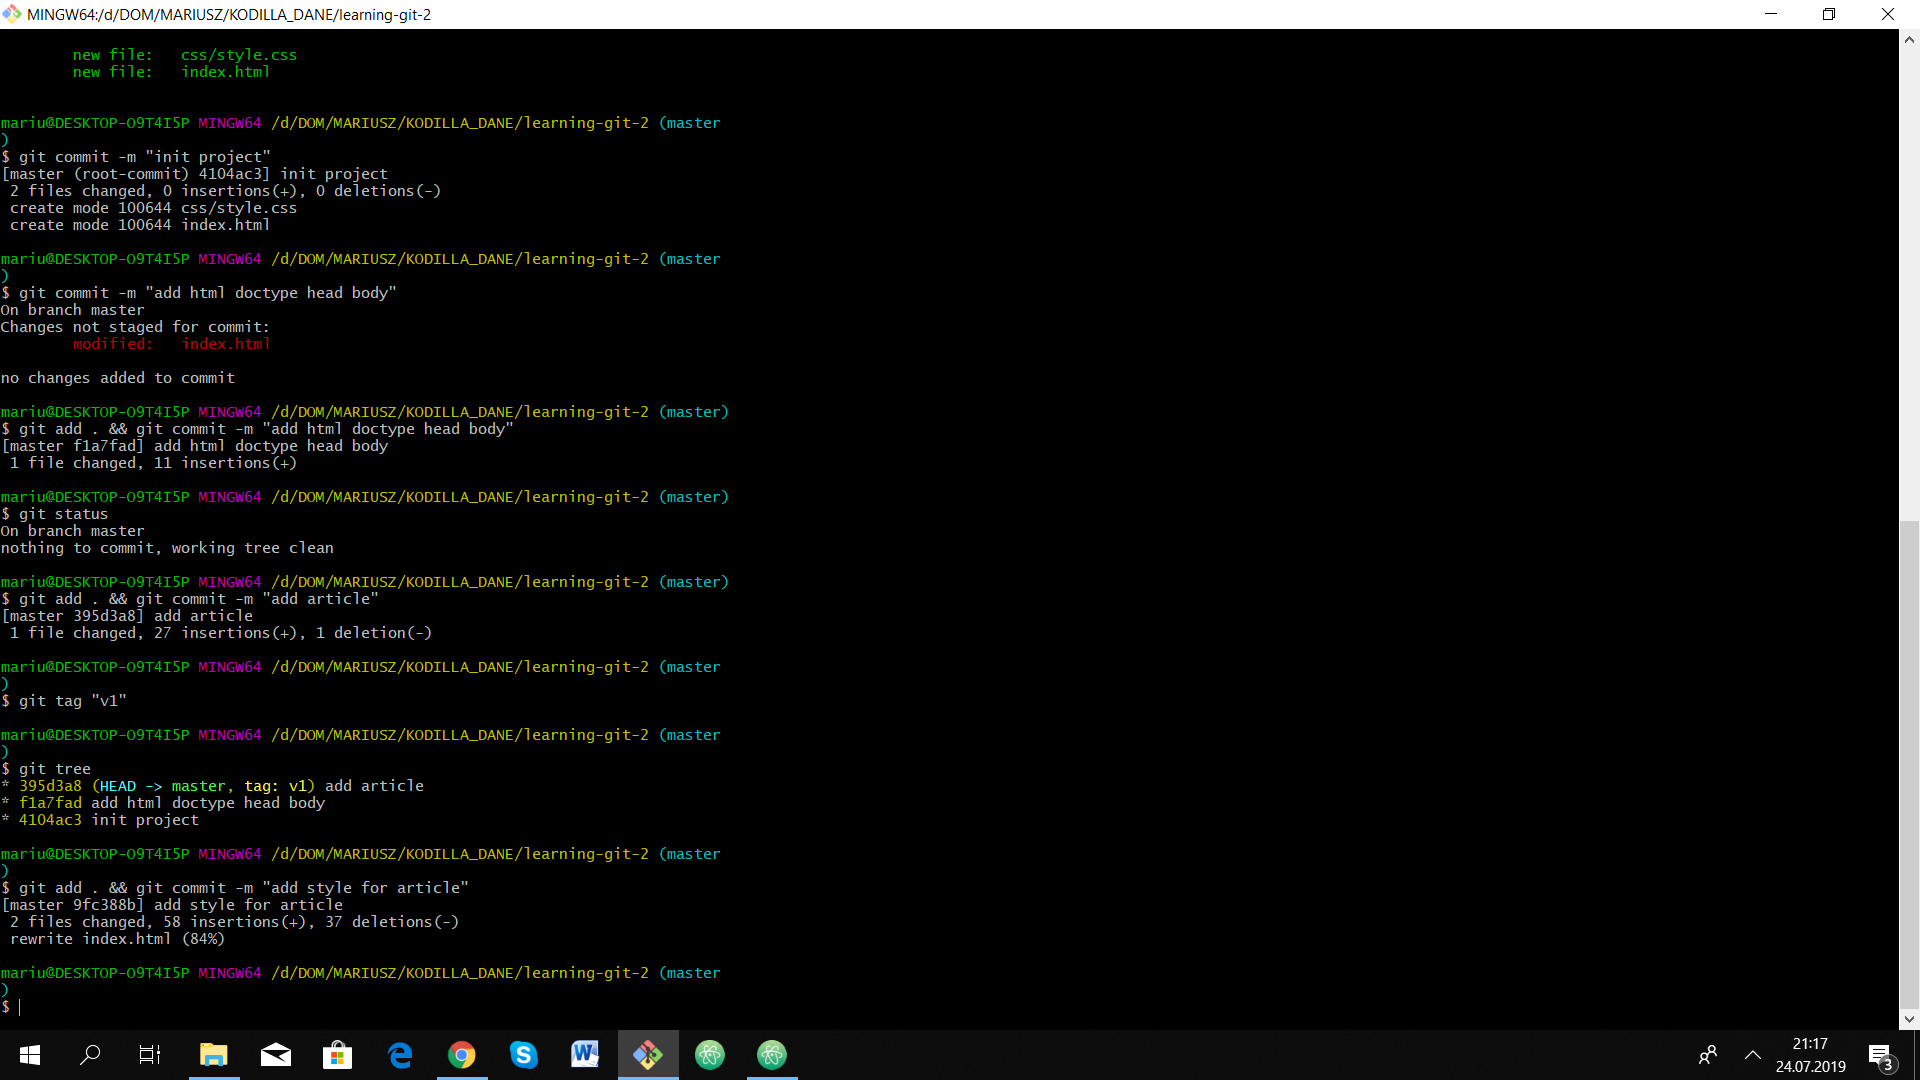 MINGW64:/d/DOM/MARIUSZ/KODILLA_DANE/learning-git-2
new file:   css/style.css
new file:   index.html
mariu@DESKTOP-O9T4I5P MINGW64 /d/DOM/MARIUSZ/KODILLA_DANE/learning-git-2 (master
)
$ git commit -m "init project"
[master (root-commit) 4104ac3] init project
 2 files changed, 0 insertions(+), 0 deletions(-)
 create mode 100644 css/style.css
 create mode 100644 index.html
mariu@DESKTOP-O9T4I5P MINGW64 /d/DOM/MARIUSZ/KODILLA_DANE/learning-git-2 (master
)
$ git commit -m "add html doctype head body"
On branch master
Changes not staged for commit:
        modified:   index.html
no changes added to commit
mariu@DESKTOP-O9T4I5P MINGW64 /d/DOM/MARIUSZ/KODILLA_DANE/learning-git-2 (master)
$ git add . && git commit -m "add html doctype head body"
[master f1a7fad] add html doctype head body
 1 file changed, 11 insertions(+)
mariu@DESKTOP-O9T4I5P MINGW64 /d/DOM/MARIUSZ/KODILLA_DANE/learning-git-2 (master)
$ git status
On branch master
nothing to commit, working tree clean
mariu@DESKTOP-O9T4I5P MINGW64 /d/DOM/MARIUSZ/KODILLA_DANE/learning-git-2 (master)
$ git add . && git commit -m "add article"
[master 395d3a8] add article
 1 file changed, 27 insertions(+), 1 deletion(-)
mariu@DESKTOP-O9T4I5P MINGW64 /d/DOM/MARIUSZ/KODILLA_DANE/learning-git-2 (master
)
$ git tag "v1"
mariu@DESKTOP-O9T4I5P MINGW64 /d/DOM/MARIUSZ/KODILLA_DANE/learning-git-2 (master
)
$ git tree
* 395d3a8 (HEAD -> master, tag: v1) add article
* f1a7fad add html doctype head body
* 4104ac3 init project
mariu@DESKTOP-O9T4I5P MINGW64 /d/DOM/MARIUSZ/KODILLA_DANE/learning-git-2 (master
)
$ git add . && git commit -m "add style for article"
[master 9fc388b] add style for article
 2 files changed, 58 insertions(+), 37 deletions(-)
 rewrite index.html (84%)
mariu@DESKTOP-O9T4I5P MINGW64 /d/DOM/MARIUSZ/KODILLA_DANE/learning-git-2 (master
)
$
21:17
24.07.2019
3